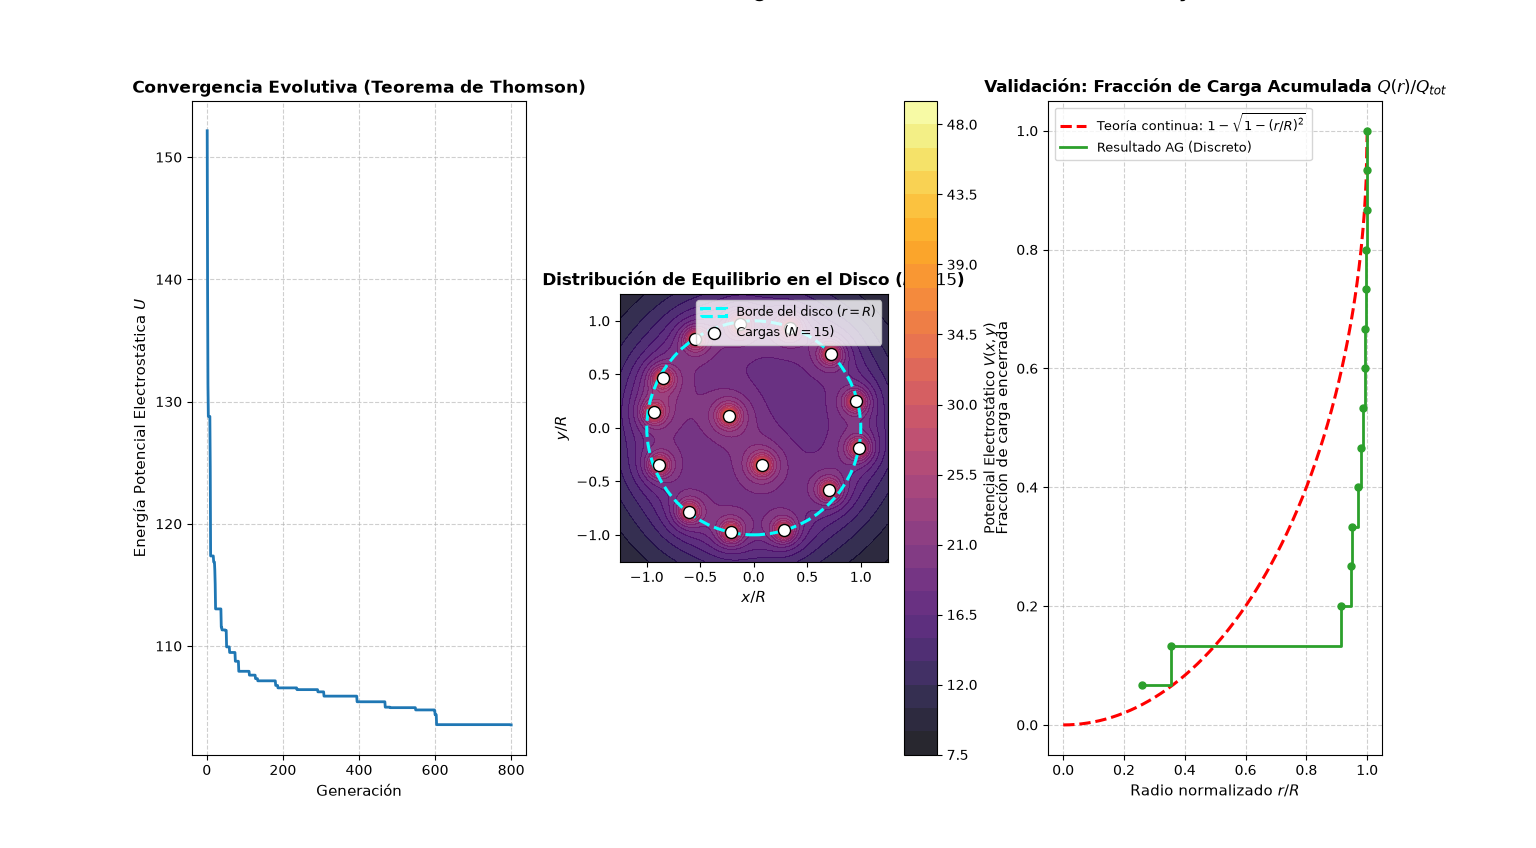 Convergencia Evolutiva (Teorema de Thomson)
Energía Potencial Electrostática U
150
140
130
120
110
0 200 400 600 800
Generación
Distribución de Equilibrio en el Disco ( 15)
Borde del disco (r = R)
Cargas (N = 15)
y/R
1.0
0.5
0.0
−0.5
−1.0
−1.0 −0.5 0.0 0.5 1.0
x/R
48.0
43.5
39.0
34.5
30.0
25.5
21.0
16.5
12.0
7.5
Potencial Electrostático V(x, y)
Validación: Fracción de Carga Acumulada Q(r)/Q_tot
Teoría continua: 1 − √1 − (r/R)²
Resultado AG (Discreto)
Fracción de carga encerrada
1.0
0.8
0.6
0.4
0.2
0.0
0.0 0.2 0.4 0.6 0.8 1.0
Radio normalizado r/R